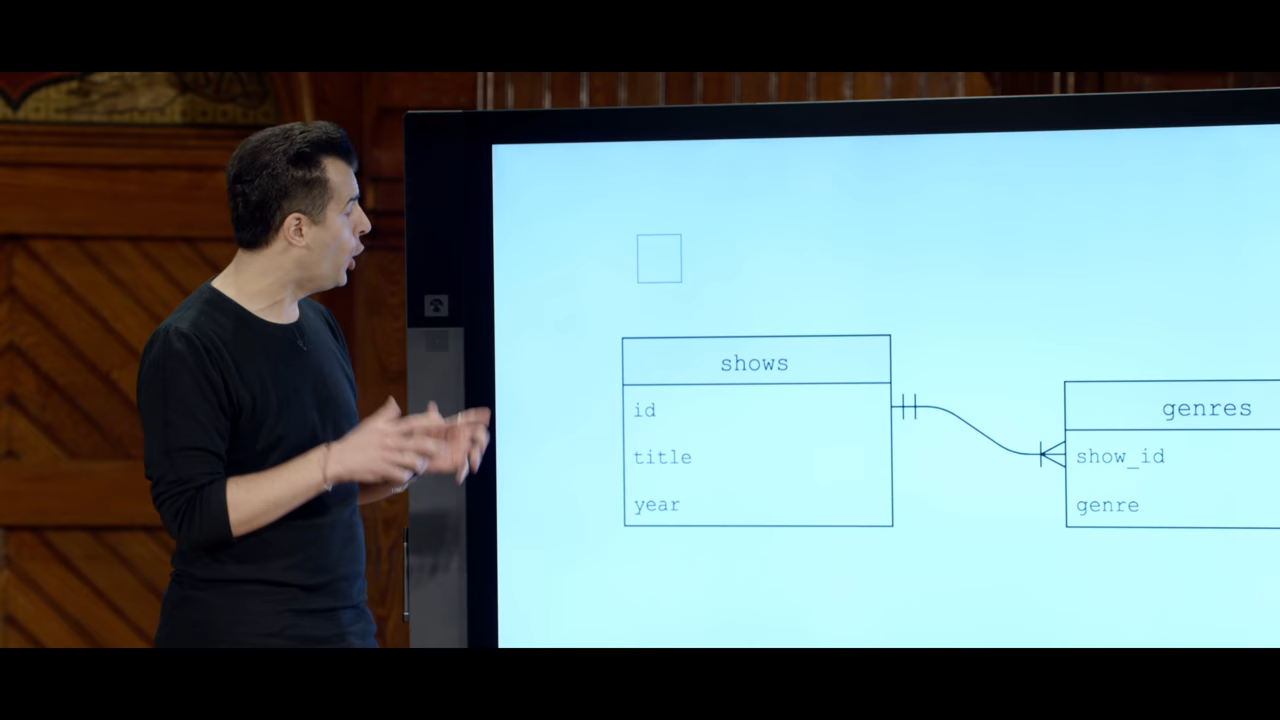 shows
id
title
year
genres
show_id
genre